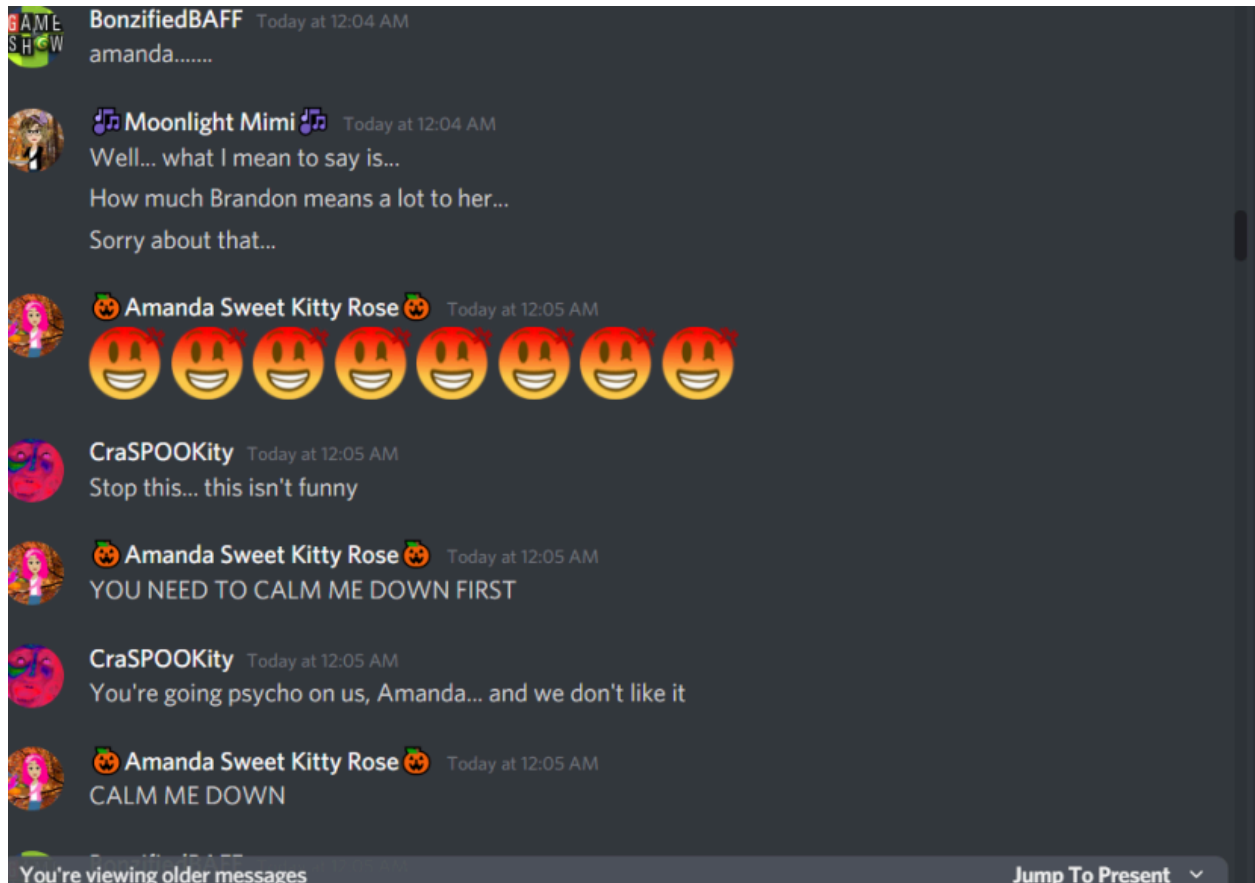 GAME
SHOW
BonzifiedBAFF Today at 12:04 AM
amanda.......
Moonlight Mimi Today at 12:04 AM
Well... what I mean to say is...
How much Brandon means a lot to her...
Sorry about that...
Amanda Sweet Kitty Rose Today at 12:05 AM
CraSPOOKity Today at 12:05 AM
Stop this... this isn't funny
Amanda Sweet Kitty Rose Today at 12:05 AM
YOU NEED TO CALM ME DOWN FIRST
CraSPOOKity Today at 12:05 AM
You're going psycho on us, Amanda... and we don't like it
Amanda Sweet Kitty Rose Today at 12:05 AM
CALM ME DOWN
BonzifiedBAFF
You're viewing older messages Jump To Present